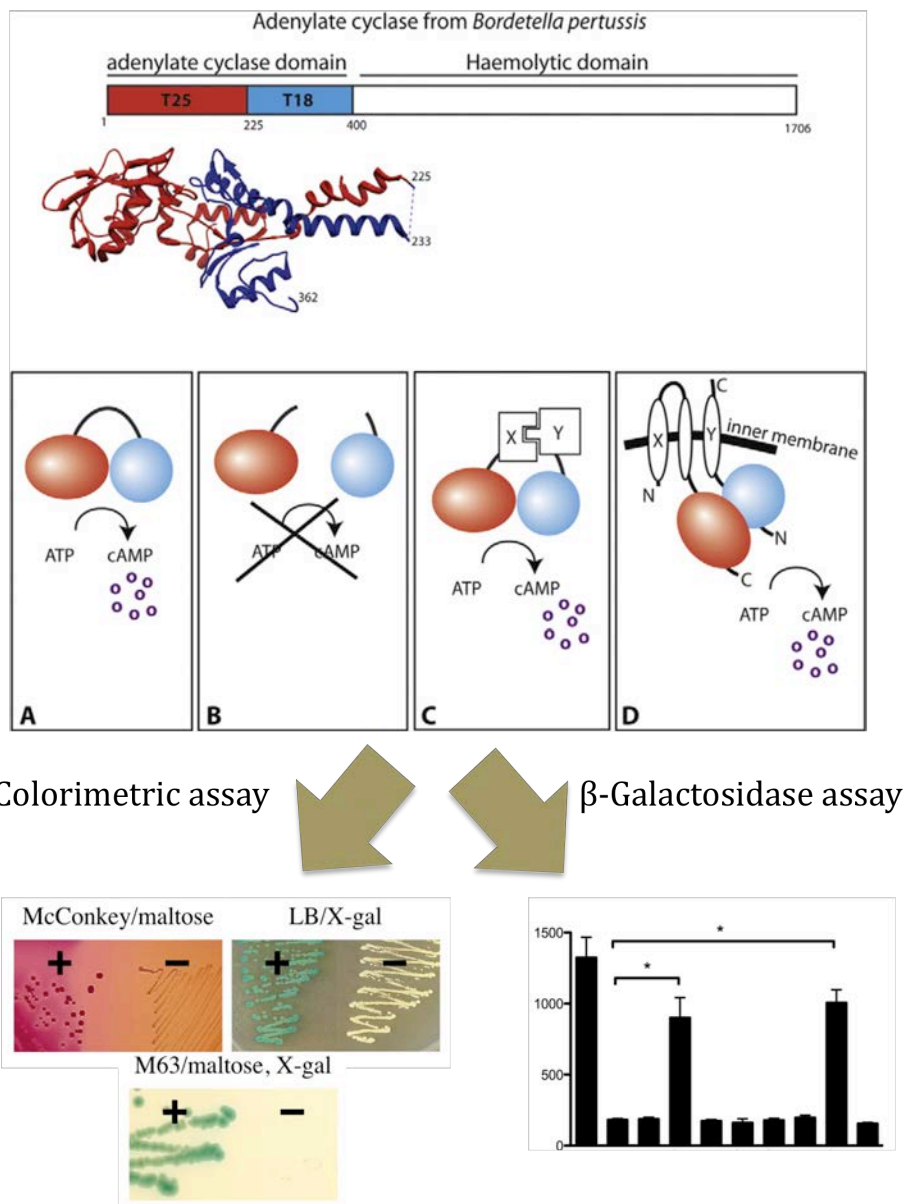 Adenylate cyclase from Bordetella pertussis
adenylate cyclase domain Haemolytic domain
T25 T18
1 225 400 1706
225
233
362
ATP cAMP
A
ATP cAMP
B
X Y
ATP cAMP
C
C
X Y inner membrane
N
N
C
ATP cAMP
D
Colorimetric assay
β-Galactosidase assay
McConkey/maltose LB/X-gal
+ − + −
M63/maltose, X-gal
+ −
1500
1000
500
0
*
*